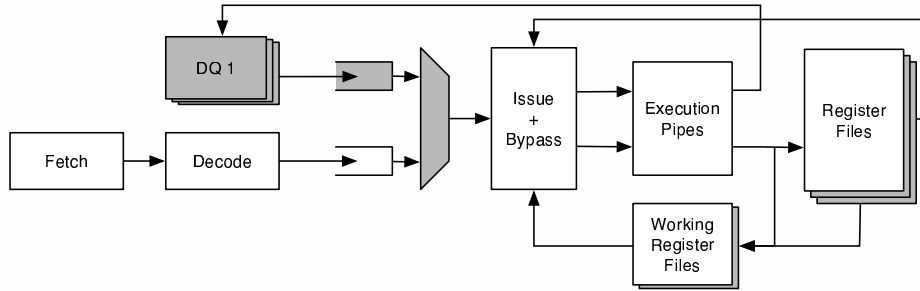 DQ 1
Fetch
Decode
Issue
+
Bypass
Execution
Pipes
Register
Files
Working
Register
Files